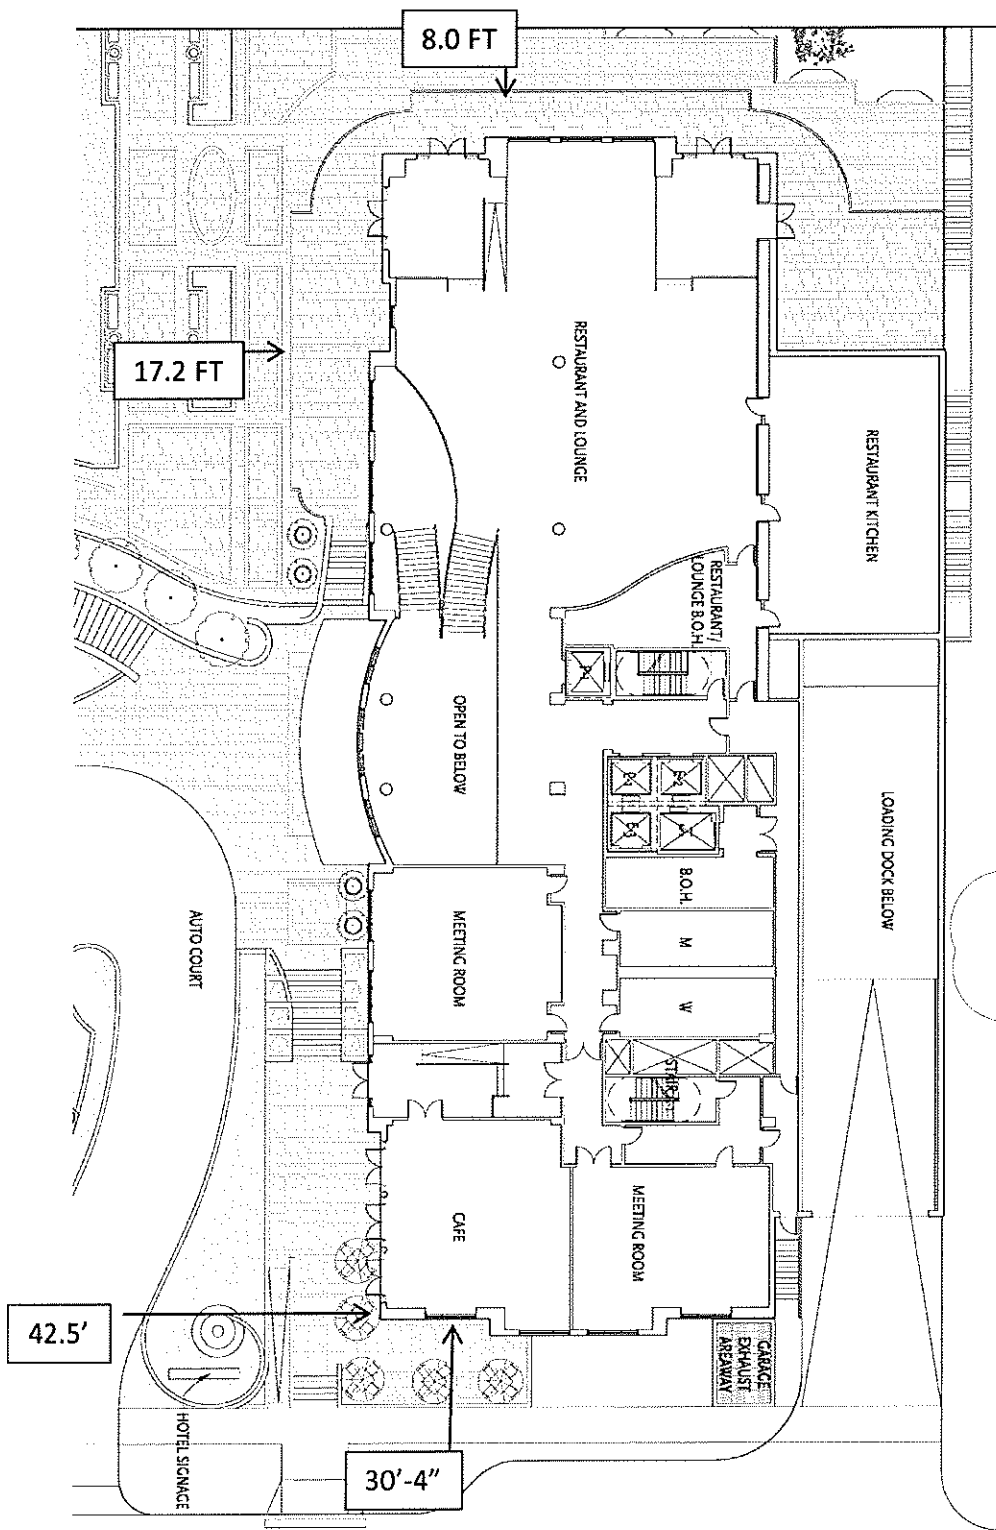 8.0 FT
17.2 FT
RESTAURANT AND LOUNGE
RESTAURANT KITCHEN
RESTAURANT/
LOUNGE B.O.H.
OPEN TO BELOW
LOADING DOCK BELOW
B.O.H.
M
W
MEETING ROOM
AUTO COURT
STAIR
CAFE
MEETING ROOM
42.5'
GARAGE
EXHAUST
AREAWAY
HOTEL SIGNAGE
30'-4"